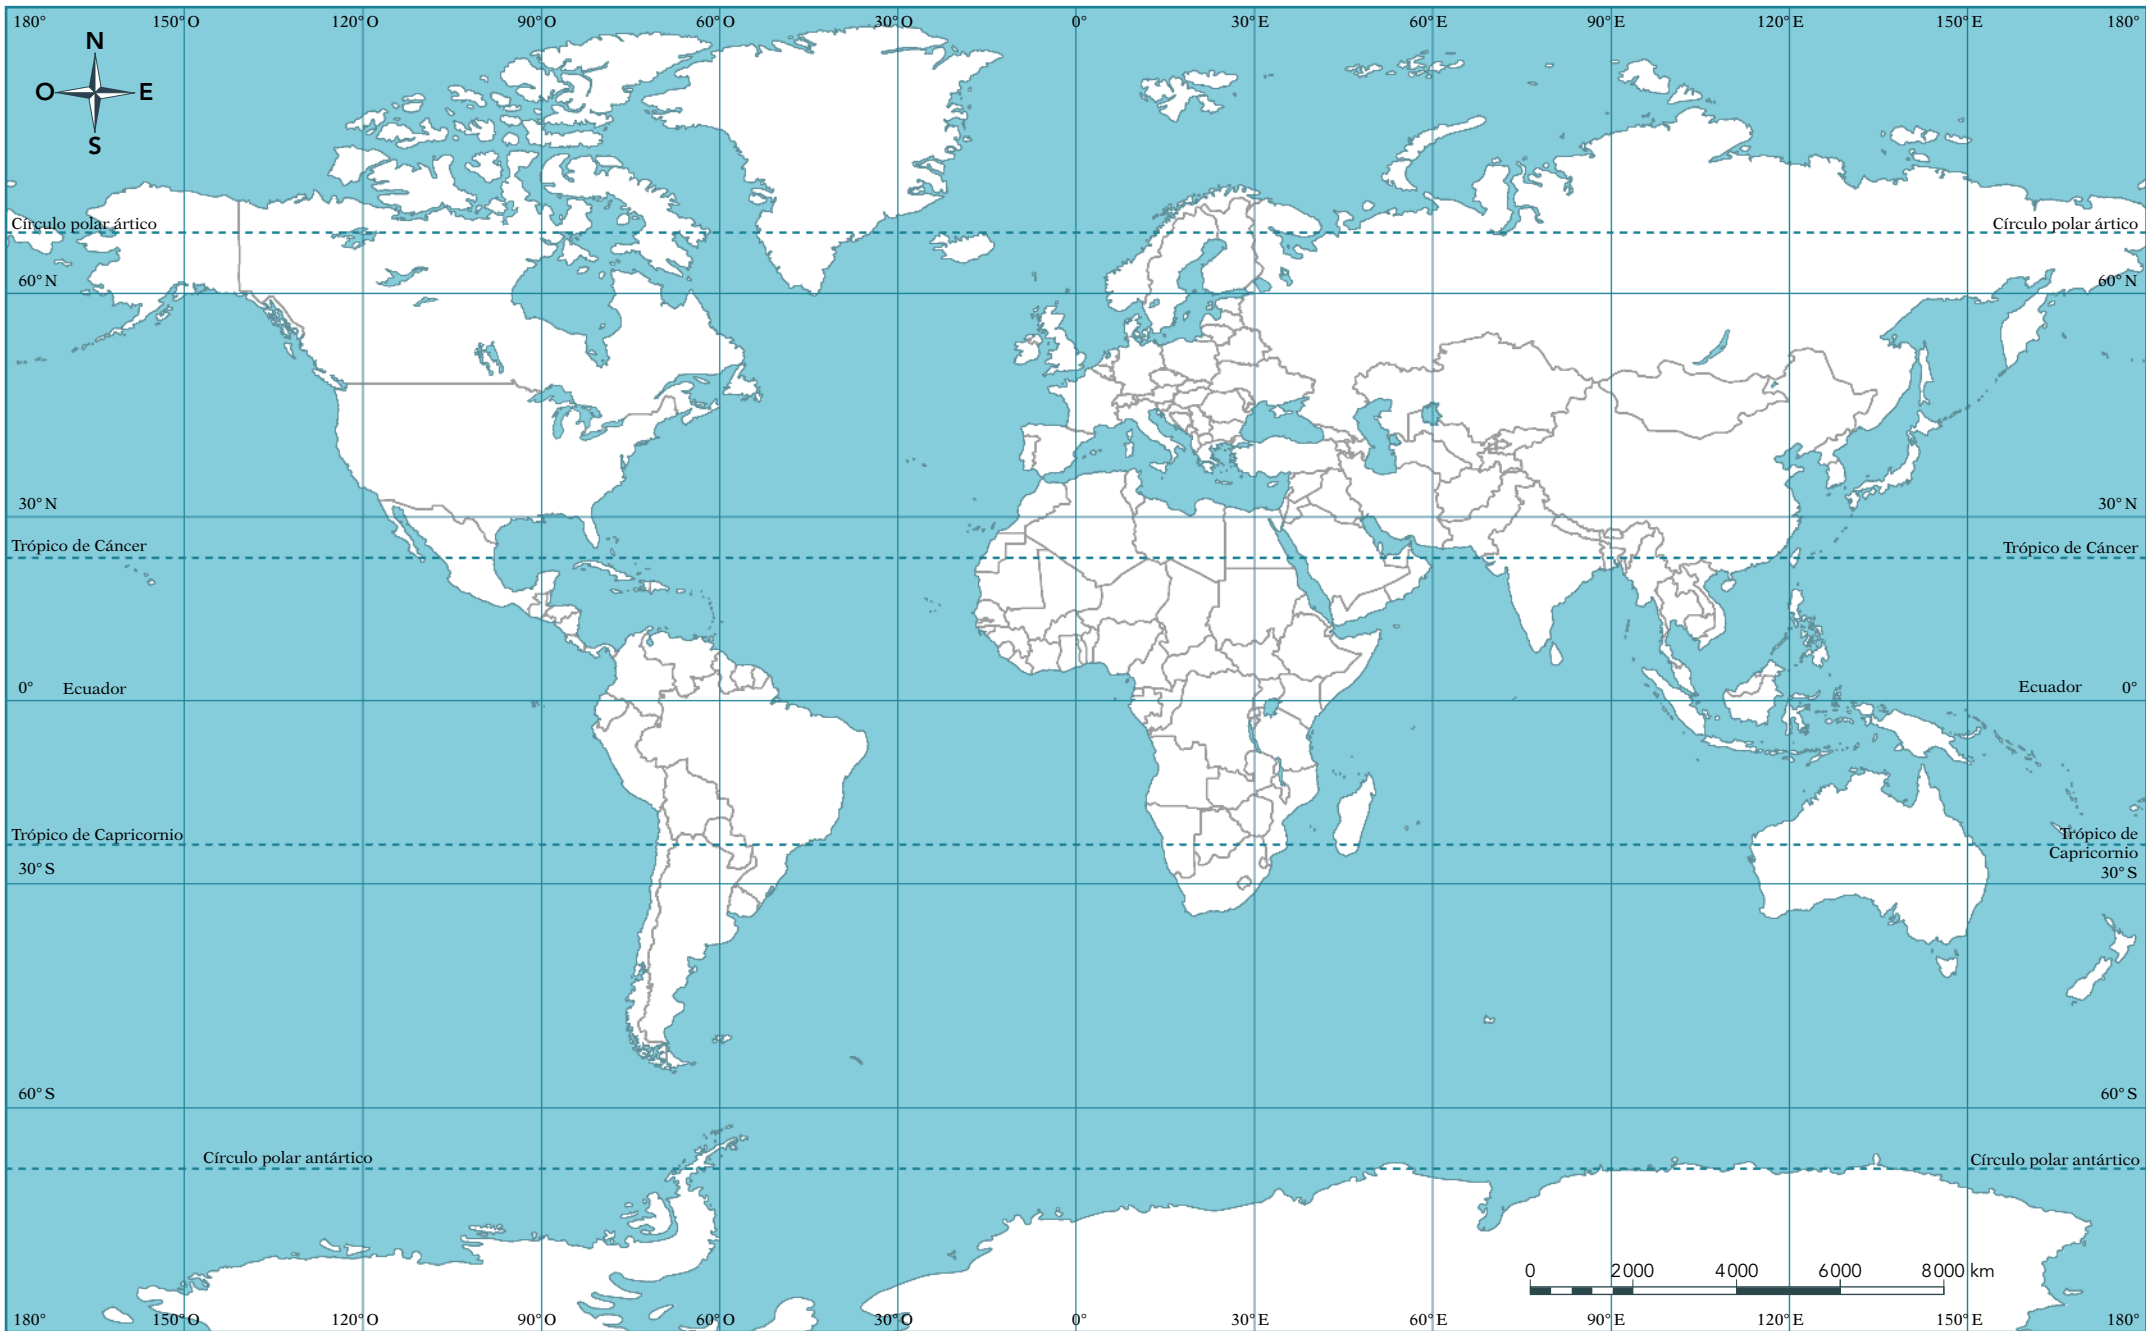 180° 150°O 120°O 90°O 60°O 30°O 0° 30°E 60°E 90°E 120°E 150°E 180°
N
O E
S
Círculo polar ártico Círculo polar ártico
60°N 60°N
30°N 30°N
Trópico de Cáncer Trópico de Cáncer
0° Ecuador Ecuador 0°
Trópico de Capricornio Trópico de
Capricornio
30°S 30°S
60°S 60°S
Círculo polar antártico Círculo polar antártico
0 2000 4000 6000 8000 km
180° 150°O 120°O 90°O 60°O 30°O 0° 30°E 60°E 90°E 120°E 150°E 180°